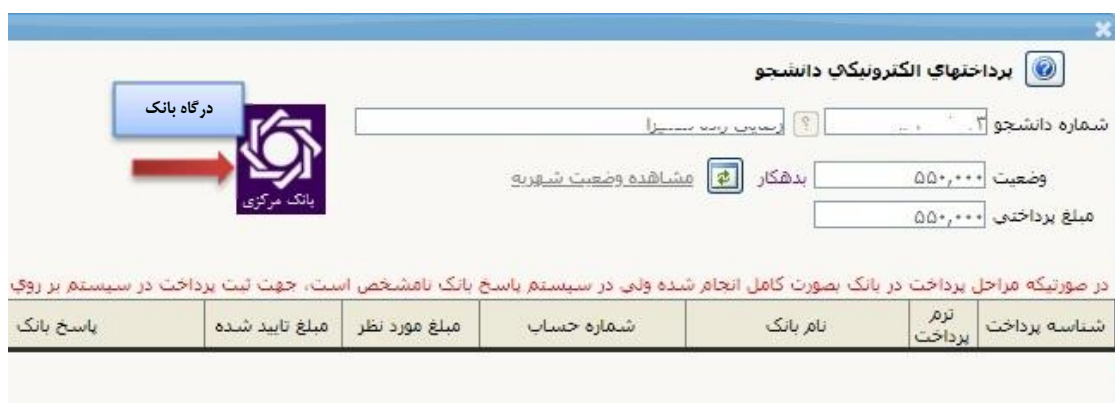 پرداختهاي الكترونيكي دانشجو
درگاه بانک
شماره دانشجو
بانک مرکزی
وضعیت ۵۵۰,۰۰۰ بدهکار مشاهده وضعیت شهریه
مبلغ پرداختی ۵۵۰,۰۰۰
در صورتیکه مراحل پرداخت در بانک بصورت کامل انجام شده ولی در سیستم پاسخ بانک نامشخص است، جهت ثبت پرداخت در سیستم بر روي
شناسه پرداخت ترم پرداخت نام بانک شماره حساب مبلغ مورد نظر مبلغ تایید شده پاسخ بانک